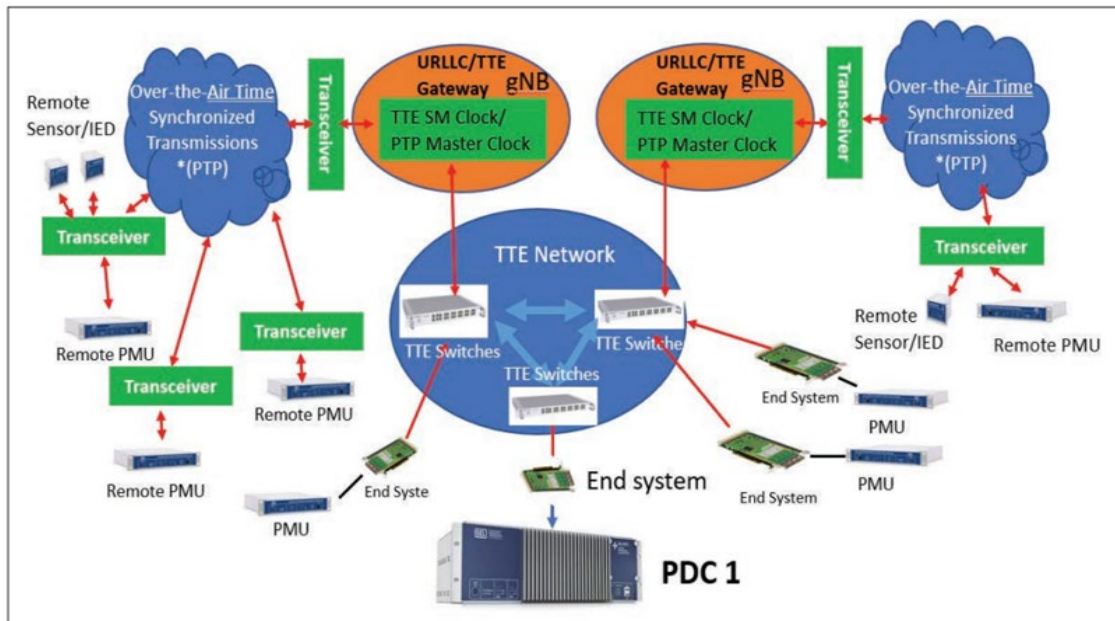 URLLC/TTE
Gateway gNB
TTE SM Clock/
PTP Master Clock
URLLC/TTE
Gateway gNB
TTE SM Clock/
PTP Master Clock
Over-the-Air Time
Synchronized
Transmissions
*(PTP)
Transceiver
Transceiver
Over-the-Air Time
Synchronized
Transmissions
*(PTP)
Remote
Sensor/IED
Transceiver
Remote PMU
Transceiver
Remote PMU
Transceiver
Remote PMU
TTE Network
TTE Switches
TTE Switche
TTE Switches
Transceiver
Remote
Sensor/IED
Remote PMU
End System
PMU
End System
PMU
End Syste
PMU
End system
PDC 1